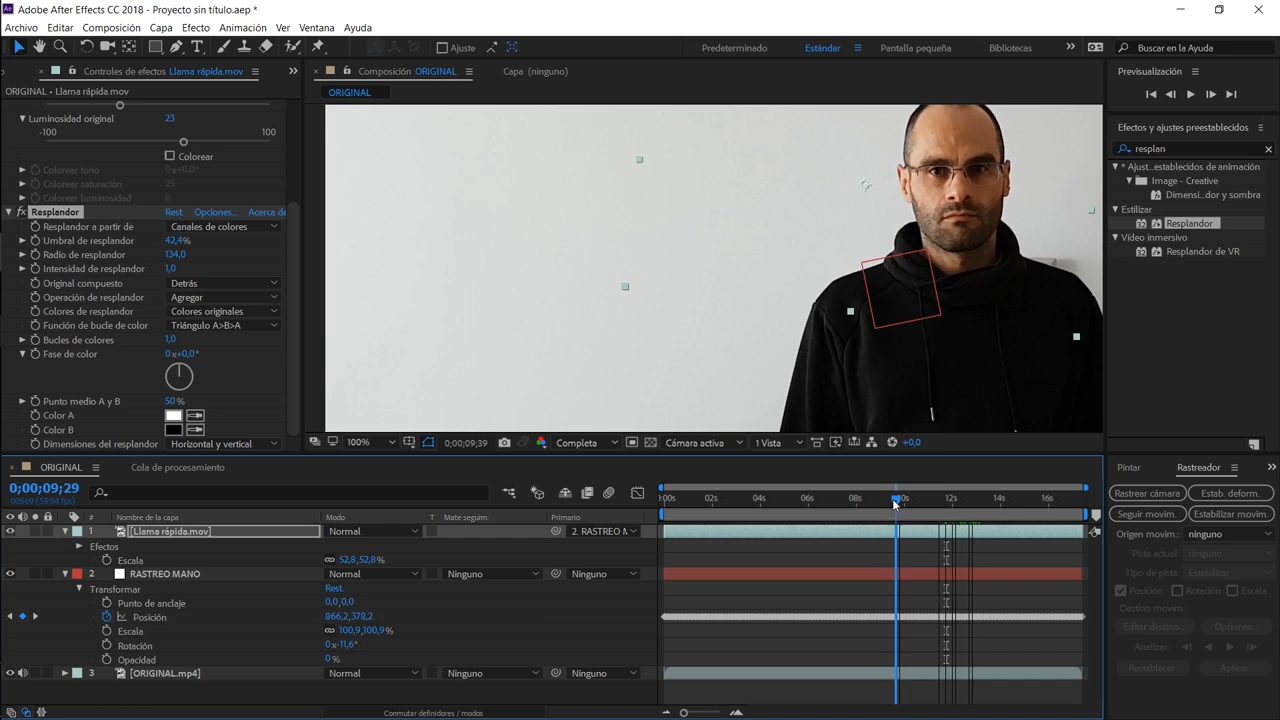 Adobe After Effects CC 2018 - Proyecto sin título.aep *
Archivo Editar Composición Capa Efecto Animación Ver Ventana Ayuda
Ajuste
Predeterminado Estándar Pantalla pequeña Bibliotecas
Buscar en la Ayuda
Controles de efectos Llama rápida.mov
Composición ORIGINAL
Capa (ninguno)
Previsualización
ORIGINAL • Llama rápida.mov
ORIGINAL
Luminosidad original 23
-100 100
Colorear
Colorear tono 0x+0,0°
Colorear saturación 25
Colorear luminosidad 0
Resplandor Rest. Opciones... Acerca de
Resplandor a partir de Canales de colores
Umbral de resplandor 42,4%
Radio de resplandor 134,0
Intensidad de resplandor 1,0
Original compuesto Detrás
Operación de resplandor Agregar
Colores de resplandor Colores originales
Función de bucle de color Triángulo A>B>A
Bucles de colores 1,0
Fase de color 0x+0,0°
Punto medio A y B 50 %
Color A
Color B
Dimensiones del resplandor Horizontal y vertical
100% 0;00;09;39 Completa Cámara activa 1 Vista +0,0
Efectos y ajustes preestablecidos
resplan
* Ajust...establecidos de animación
Image - Creative
Dimensi...dor y sombra
Estilizar
Resplandor
Vídeo inmersivo
Resplandor de VR
ORIGINAL
Cola de procesamiento
0;00;09;29
00569 (59.94 fps)
0:00s 02s 04s 06s 08s 12s 14s 16s
# Nombre de la capa Modo T Mate seguim. Primario
1 [Llama rápida.mov] Normal 2. RASTREO M
Efectos
Escala 52,8,52,8%
2 RASTREO MANO Normal Ninguno Ninguno
Transformar Rest.
Punto de anclaje 0,0,0,0
Posición 866,2,378,2
Escala 100,9,100,9%
Rotación 0x-11,6°
Opacidad 0 %
3 [ORIGINAL.mp4] Normal Ninguno Ninguno
Conmutar definidores / modos
Pintar Rastreador
Rastrear cámara Estab. deform.
Seguir movim. Estabilizar movim.
Origen movim.: ninguno
Pista actual: ninguno
Tipo de pista: Estabilizar
Posición Rotación Escala
Destino movim.:
Editar destino... Opciones...
Analizar:
Restablecer Aplicar